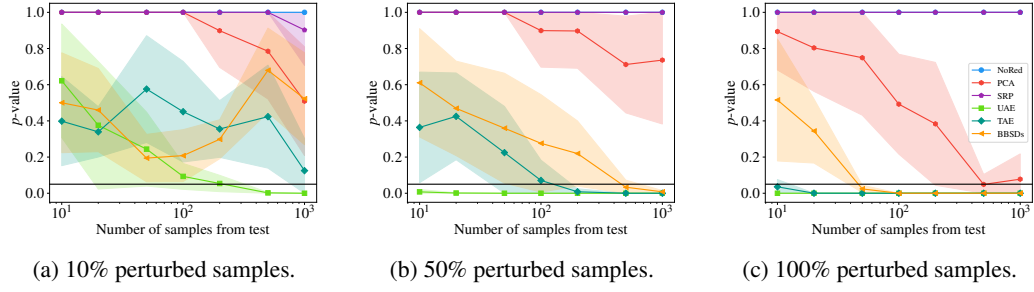 1.0
0.8
0.6
0.4
0.2
0.0
p-value
10¹
10²
10³
Number of samples from test
(a) 10% perturbed samples.
1.0
0.8
0.6
0.4
0.2
0.0
p-value
10¹
10²
10³
Number of samples from test
(b) 50% perturbed samples.
1.0
0.8
0.6
0.4
0.2
0.0
p-value
NoRed
PCA
SRP
UAE
TAE
BBSDs
10¹
10²
10³
Number of samples from test
(c) 100% perturbed samples.